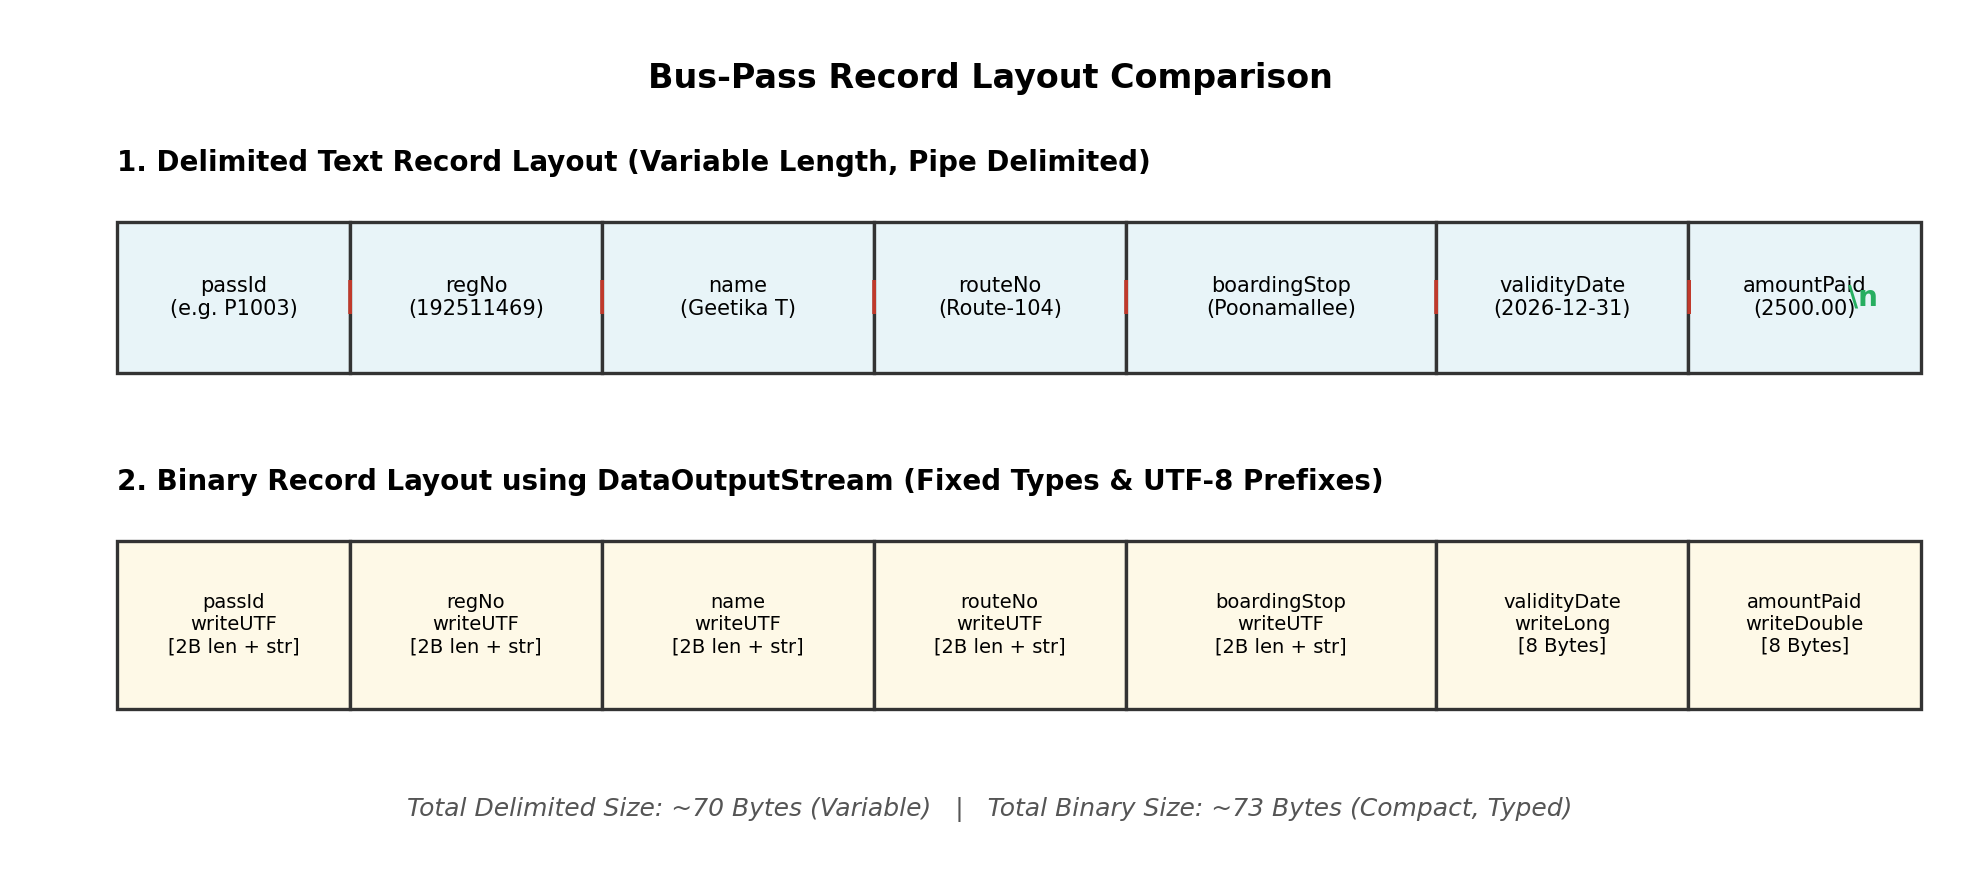 Bus-Pass Record Layout Comparison
1. Delimited Text Record Layout (Variable Length, Pipe Delimited)
passId
(e.g. P1003)
|
regNo
(192511469)
|
name
(Geetika T)
|
routeNo
(Route-104)
|
boardingStop
(Poonamallee)
|
validityDate
(2026-12-31)
|
amountPaid
(2500.00)
\n
2. Binary Record Layout using DataOutputStream (Fixed Types & UTF-8 Prefixes)
passId
writeUTF
[2B len + str]
regNo
writeUTF
[2B len + str]
name
writeUTF
[2B len + str]
routeNo
writeUTF
[2B len + str]
boardingStop
writeUTF
[2B len + str]
validityDate
writeLong
[8 Bytes]
amountPaid
writeDouble
[8 Bytes]
Total Delimited Size: ~70 Bytes (Variable) | Total Binary Size: ~73 Bytes (Compact, Typed)